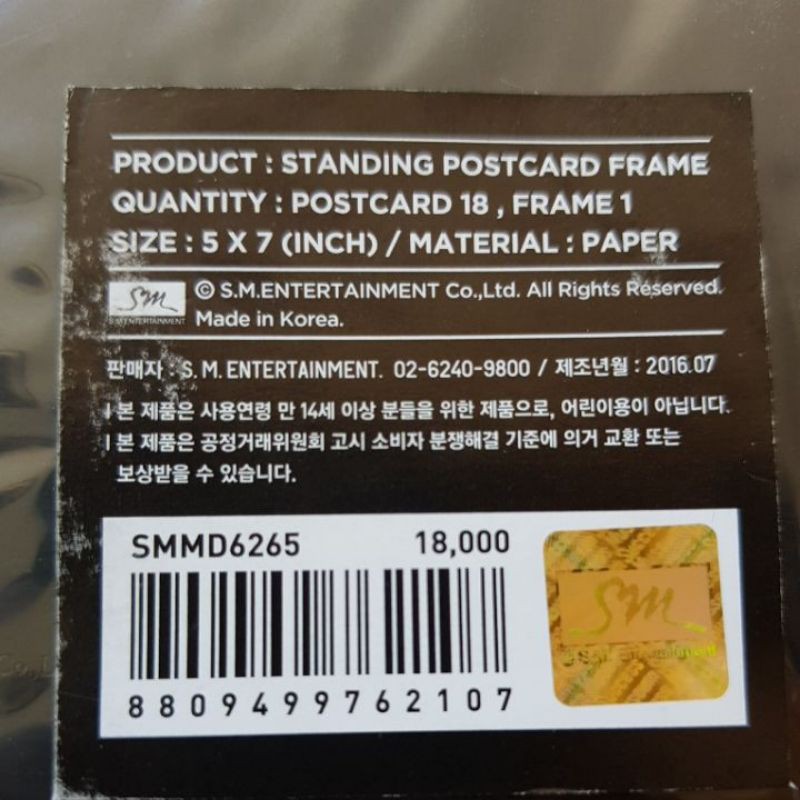 PRODUCT : STANDING POSTCARD FRAME
QUANTITY : POSTCARD 18 , FRAME 1
SIZE : 5 X 7 (INCH) / MATERIAL : PAPER
SM
S.M.ENTERTAINMENT
© S.M.ENTERTAINMENT Co.,Ltd. All Rights Reserved.
Made in Korea.
판매자 : S. M. ENTERTAINMENT. 02-6240-9800 / 제조년월 : 2016.07
I 본 제품은 사용연령 만 14세 이상 분들을 위한 제품으로, 어린이용이 아닙니다.
I 본 제품은 공정거래위원회 고시 소비자 분쟁해결 기준에 의거 교환 또는
보상받을 수 있습니다.
SMMD6265 18,000
8809499762107
SM
S.M. Entertainment